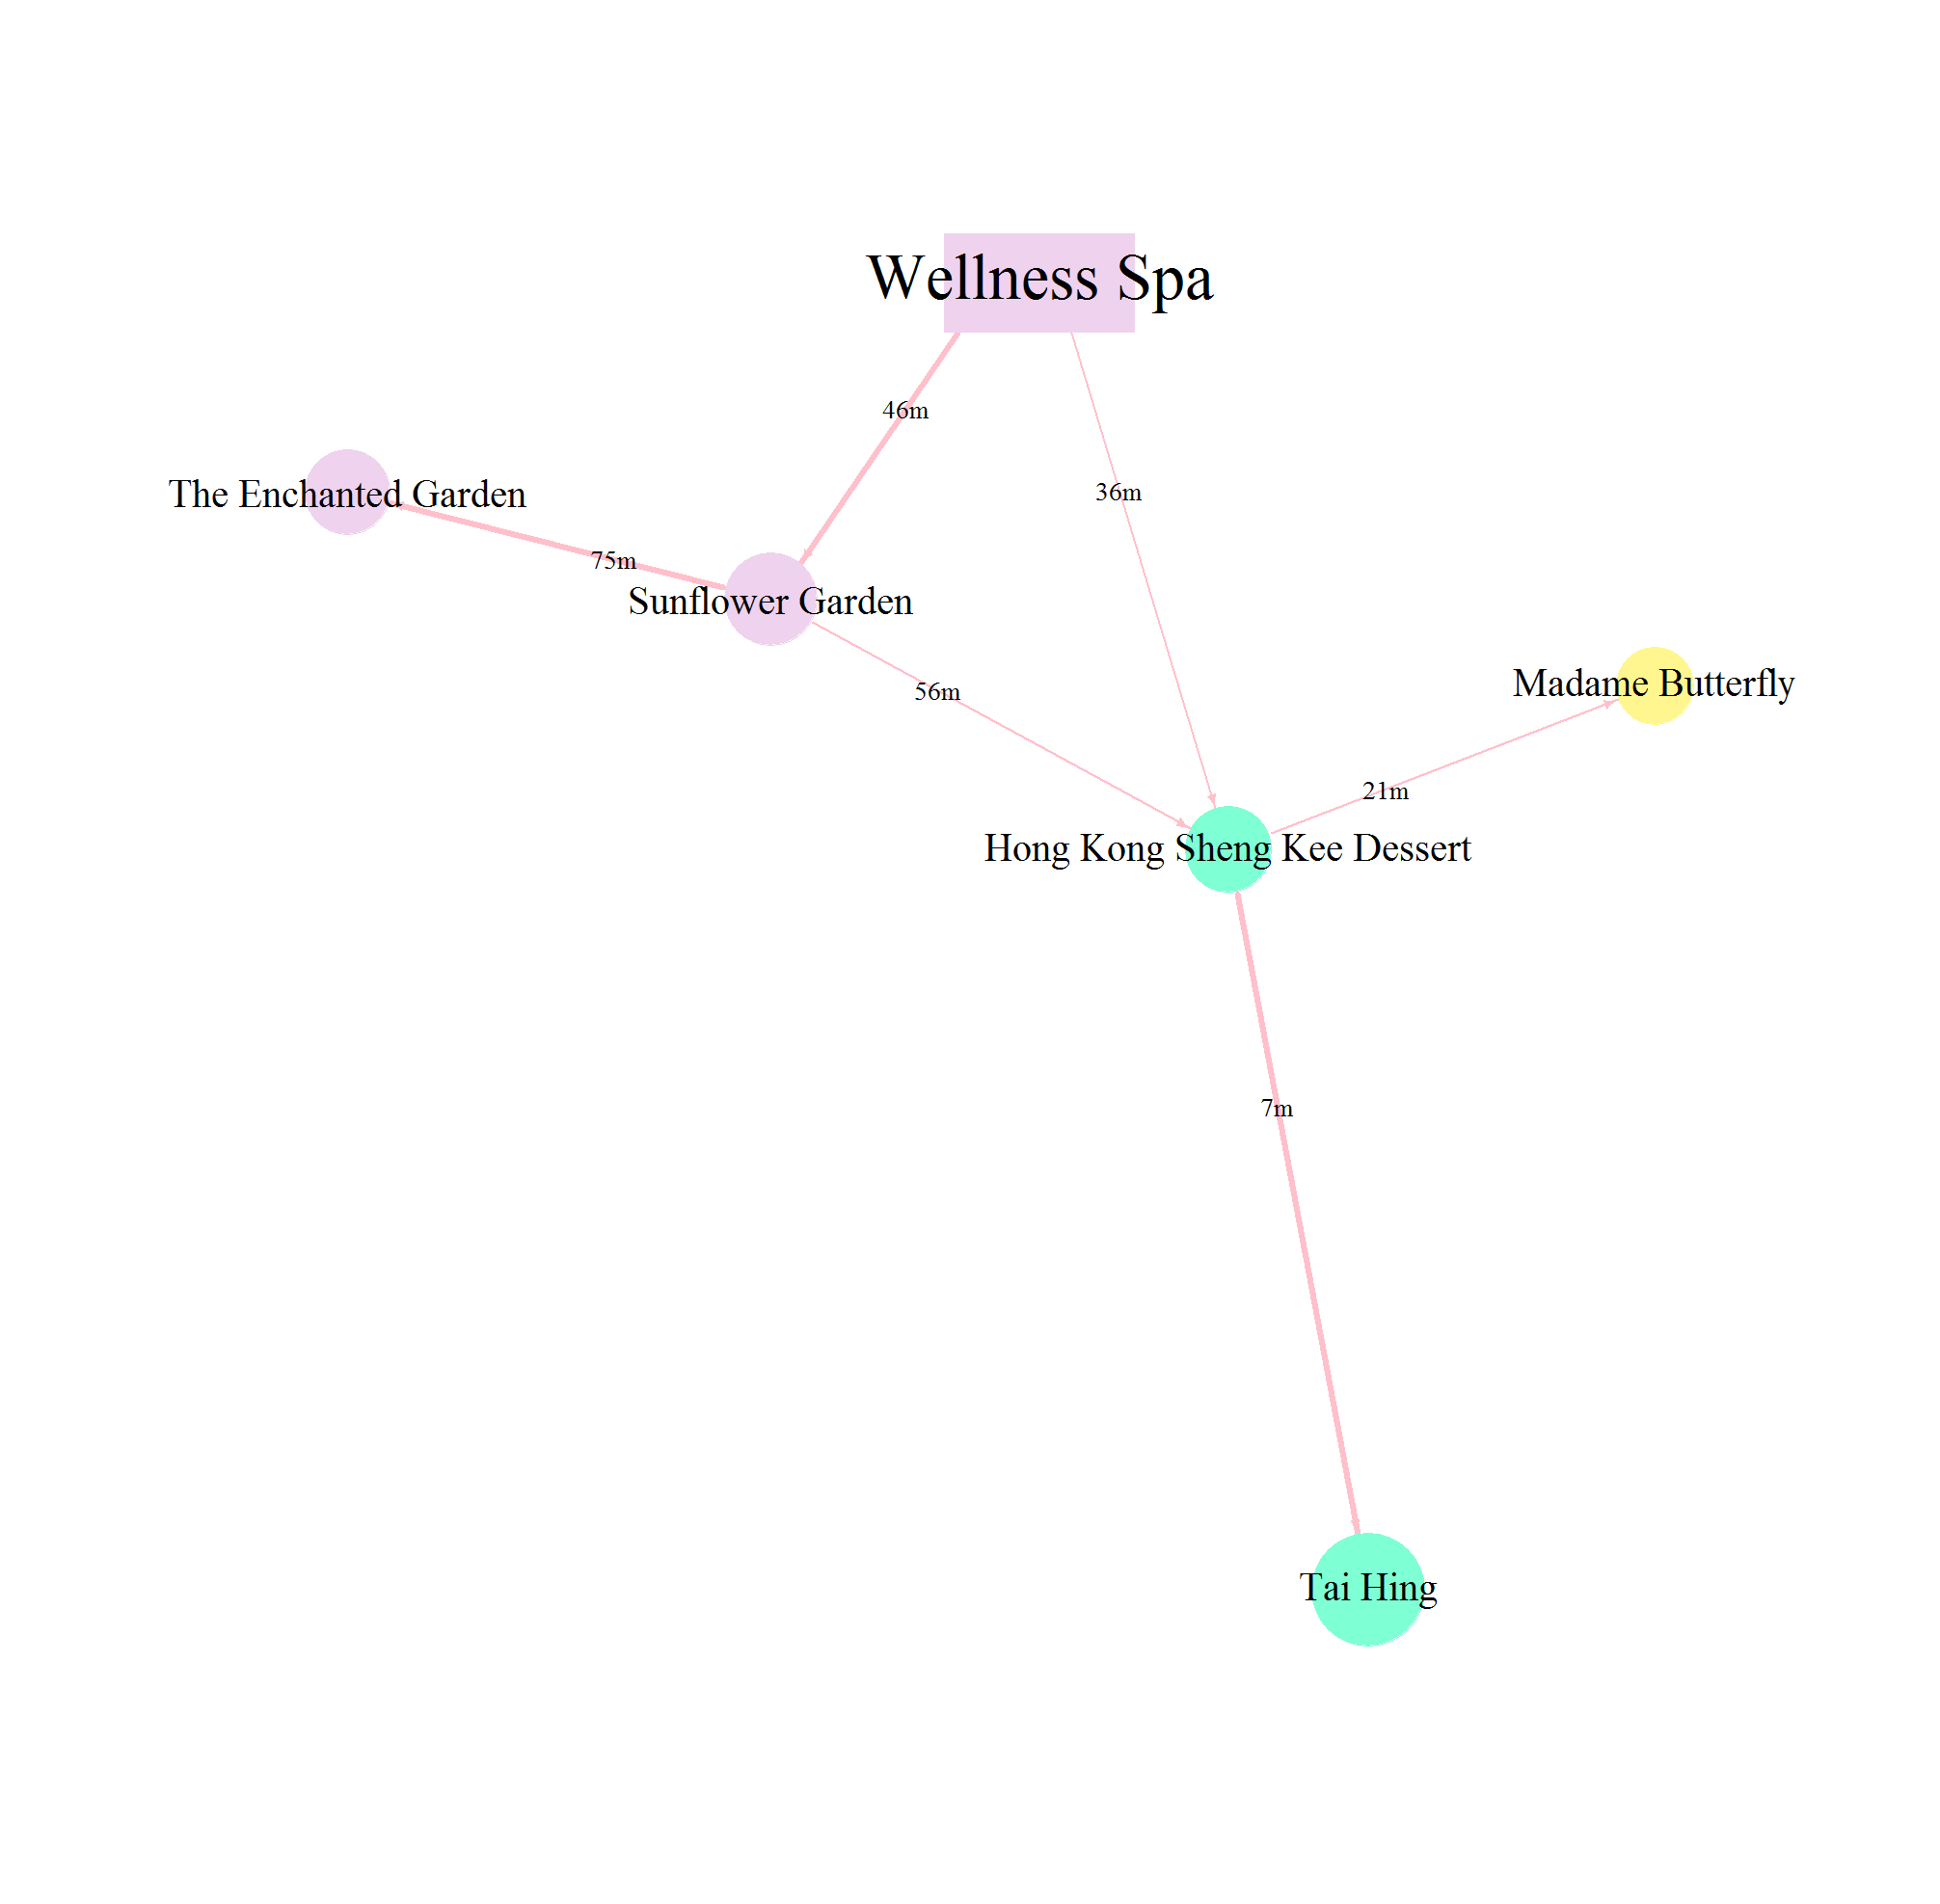 Wellness Spa
46m
36m
The Enchanted Garden
75m
Sunflower Garden
56m
Madame Butterfly
21m
Hong Kong Sheng Kee Dessert
7m
Tai Hing